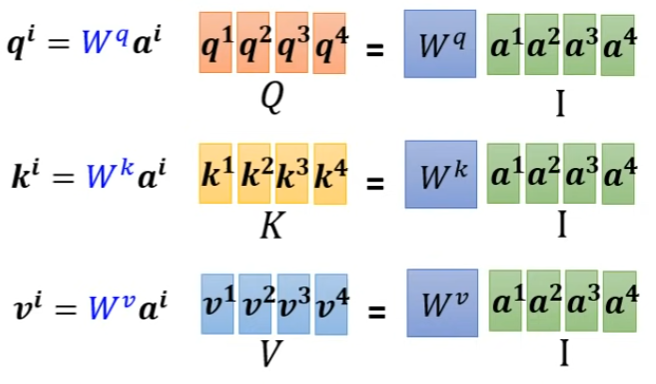 qⁱ = W^q aⁱ q¹ q² q³ q⁴ = W^q a¹ a² a³ a⁴
Q I
kⁱ = W^k aⁱ k¹ k² k³ k⁴ = W^k a¹ a² a³ a⁴
K I
vⁱ = W^v aⁱ v¹ v² v³ v⁴ = W^v a¹ a² a³ a⁴
V I